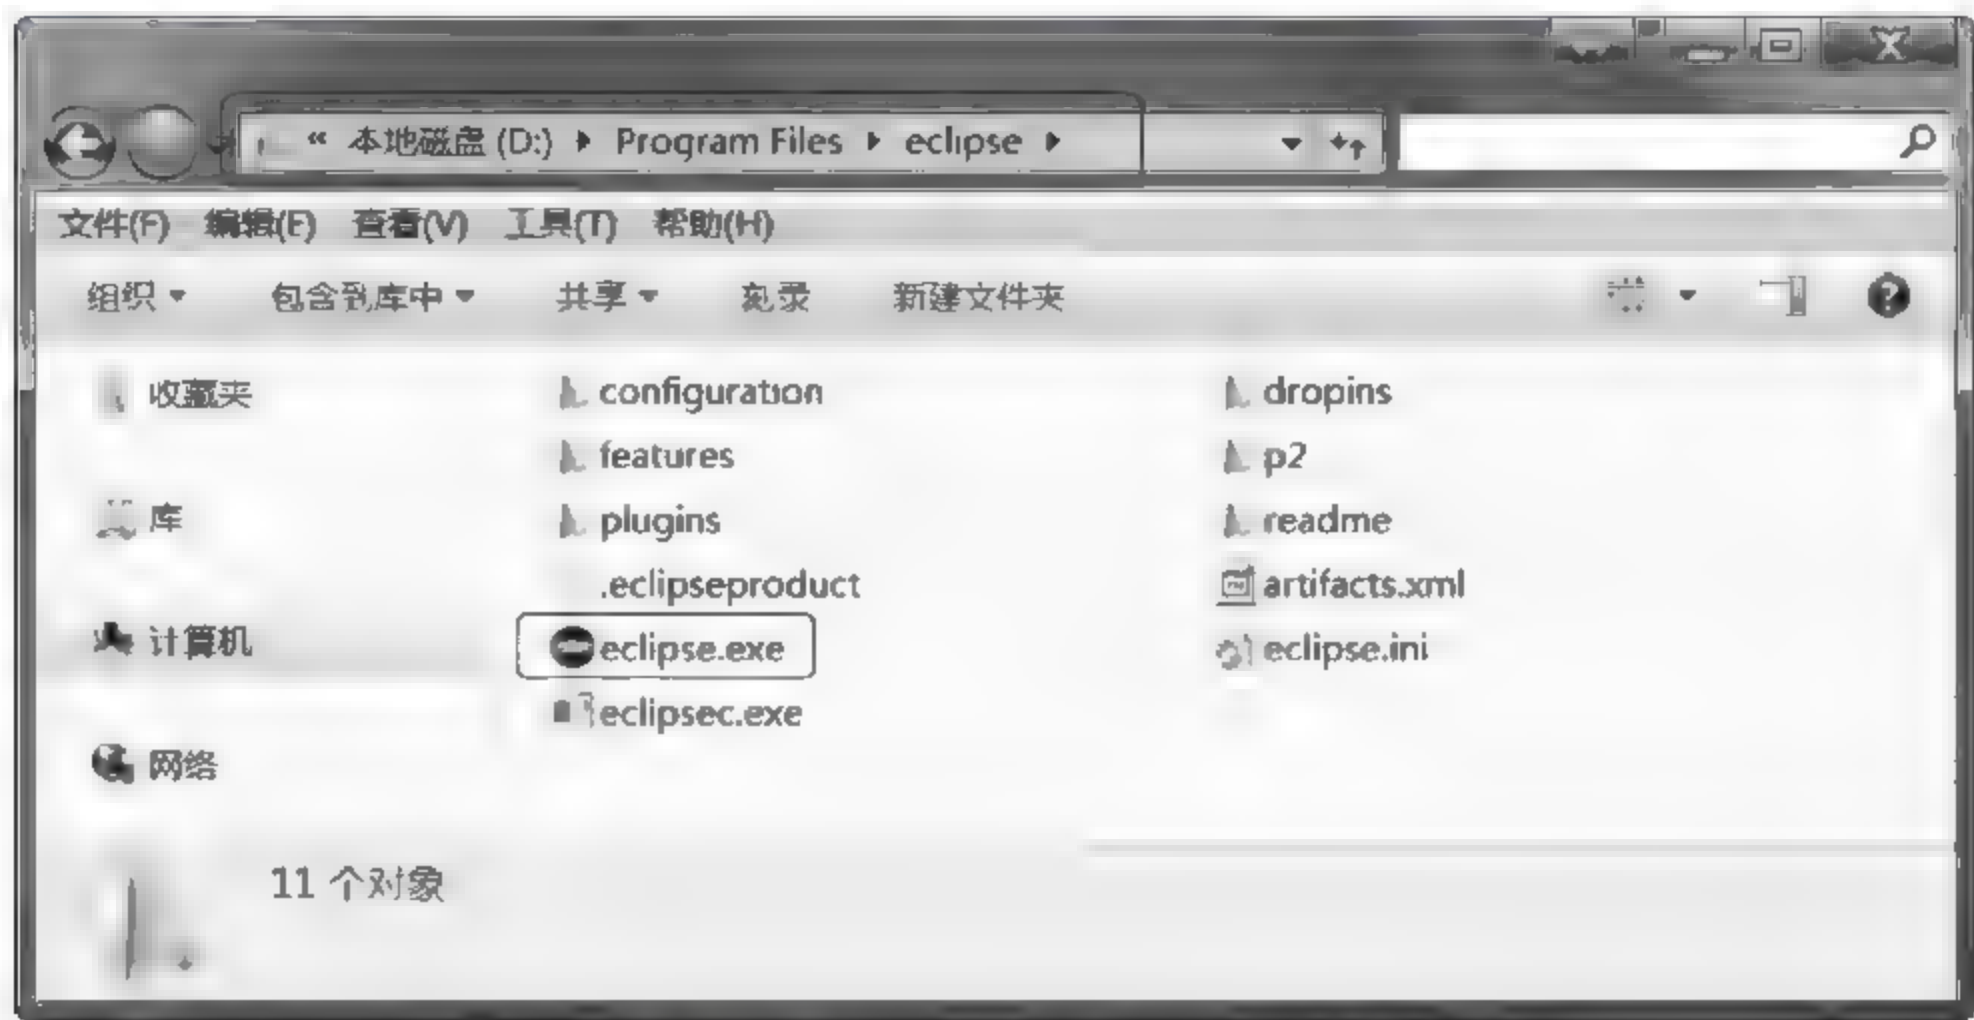 « 本地磁盘 (D:) Program Files eclipse
文件(F) 编辑(E) 查看(V) 工具(T) 帮助(H)
组织 包含到库中 共享 刻录 新建文件夹
收藏夹 configuration dropins
features p2
库 plugins readme
.eclipseproduct artifacts.xml
计算机 eclipse.exe eclipse.ini
eclipsec.exe
网络
11 个对象